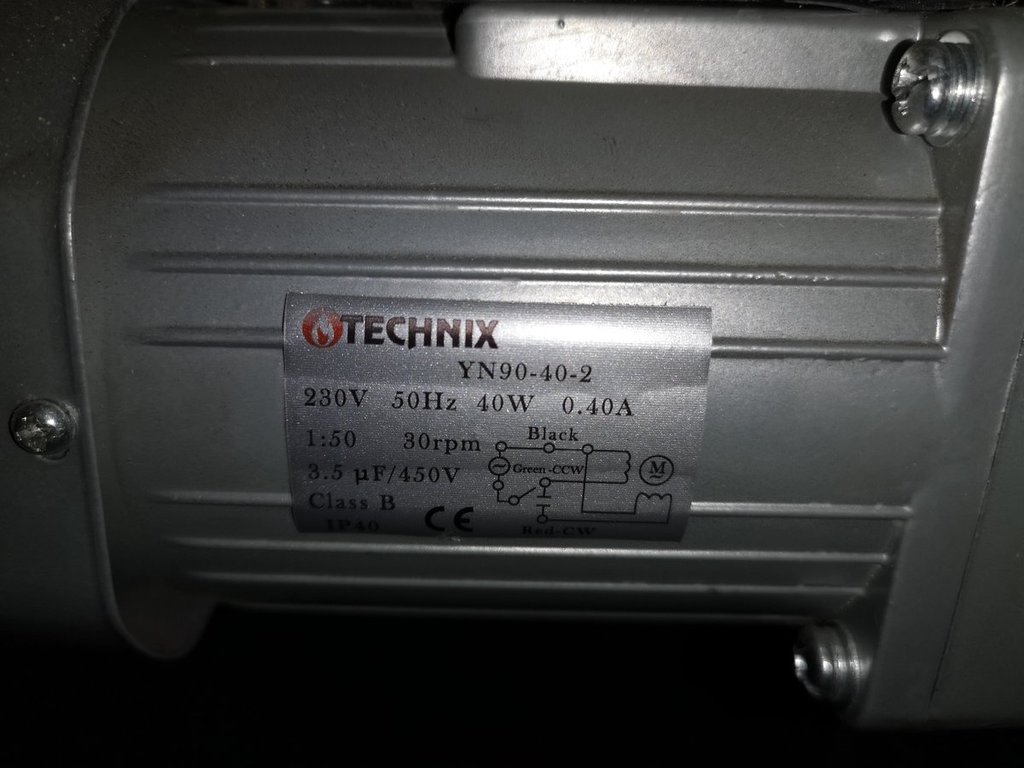 TECHNIX
YN90-40-2
230V 50Hz 40W 0.40A
1:50 30rpm
3.5 µF/450V
Class B
IP40
CE
Black
Green-CCW
M
Red-CW